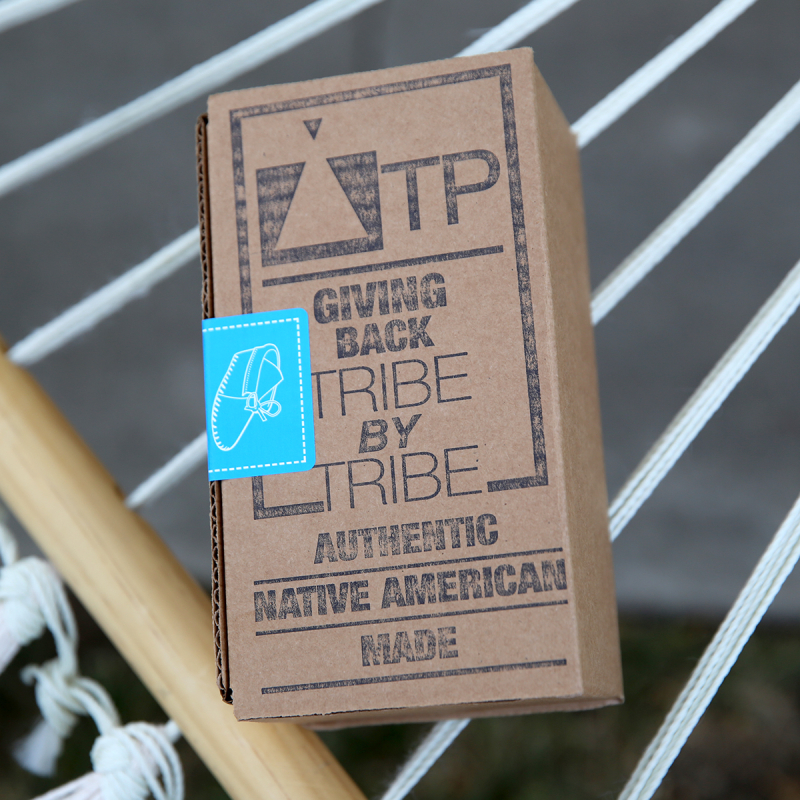 TP
GIVING
BACK
TRIBE
BY
TRIBE
AUTHENTIC
NATIVE AMERICAN
MADE